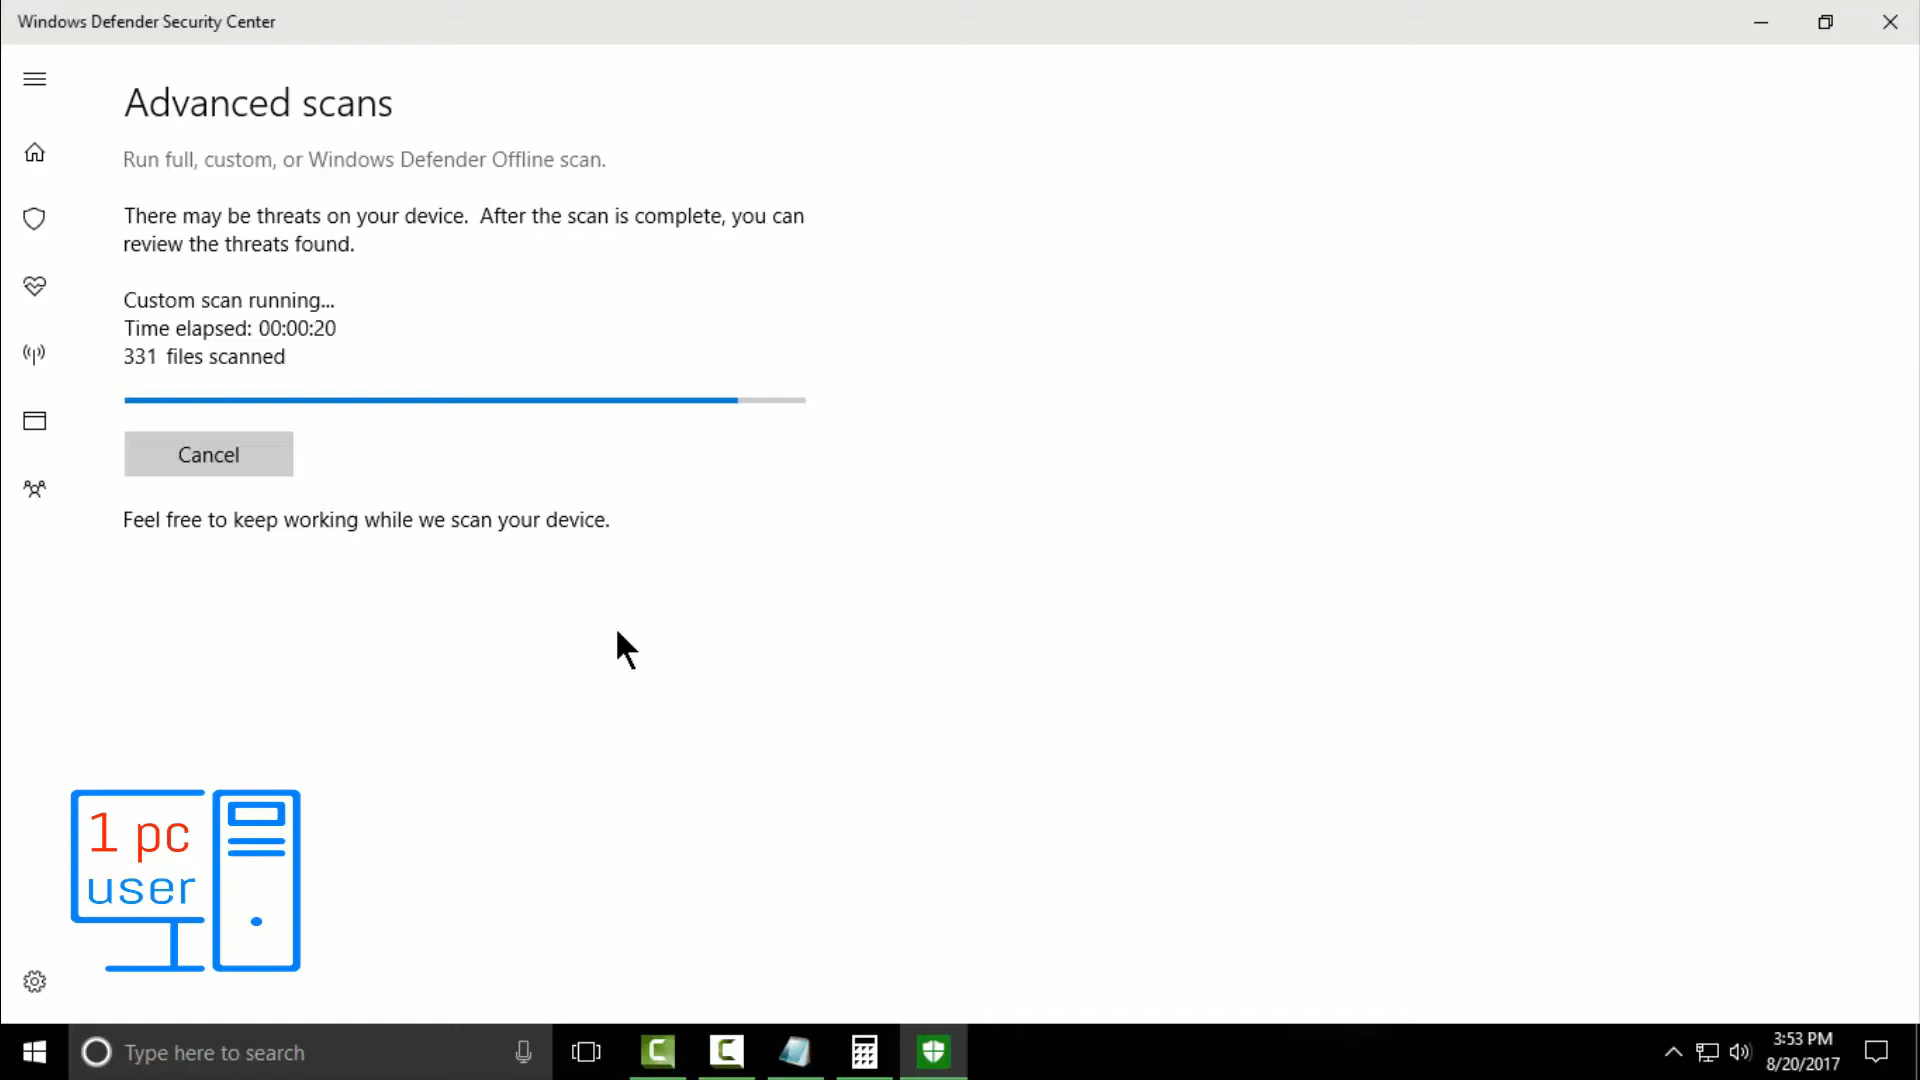 Windows Defender Security Center
Advanced scans
Run full, custom, or Windows Defender Offline scan.
There may be threats on your device.  After the scan is complete, you can
review the threats found.
Custom scan running...
Time elapsed: 00:00:20
331 files scanned
Cancel
Feel free to keep working while we scan your device.
1 pc
user
Type here to search
3:53 PM
8/20/2017